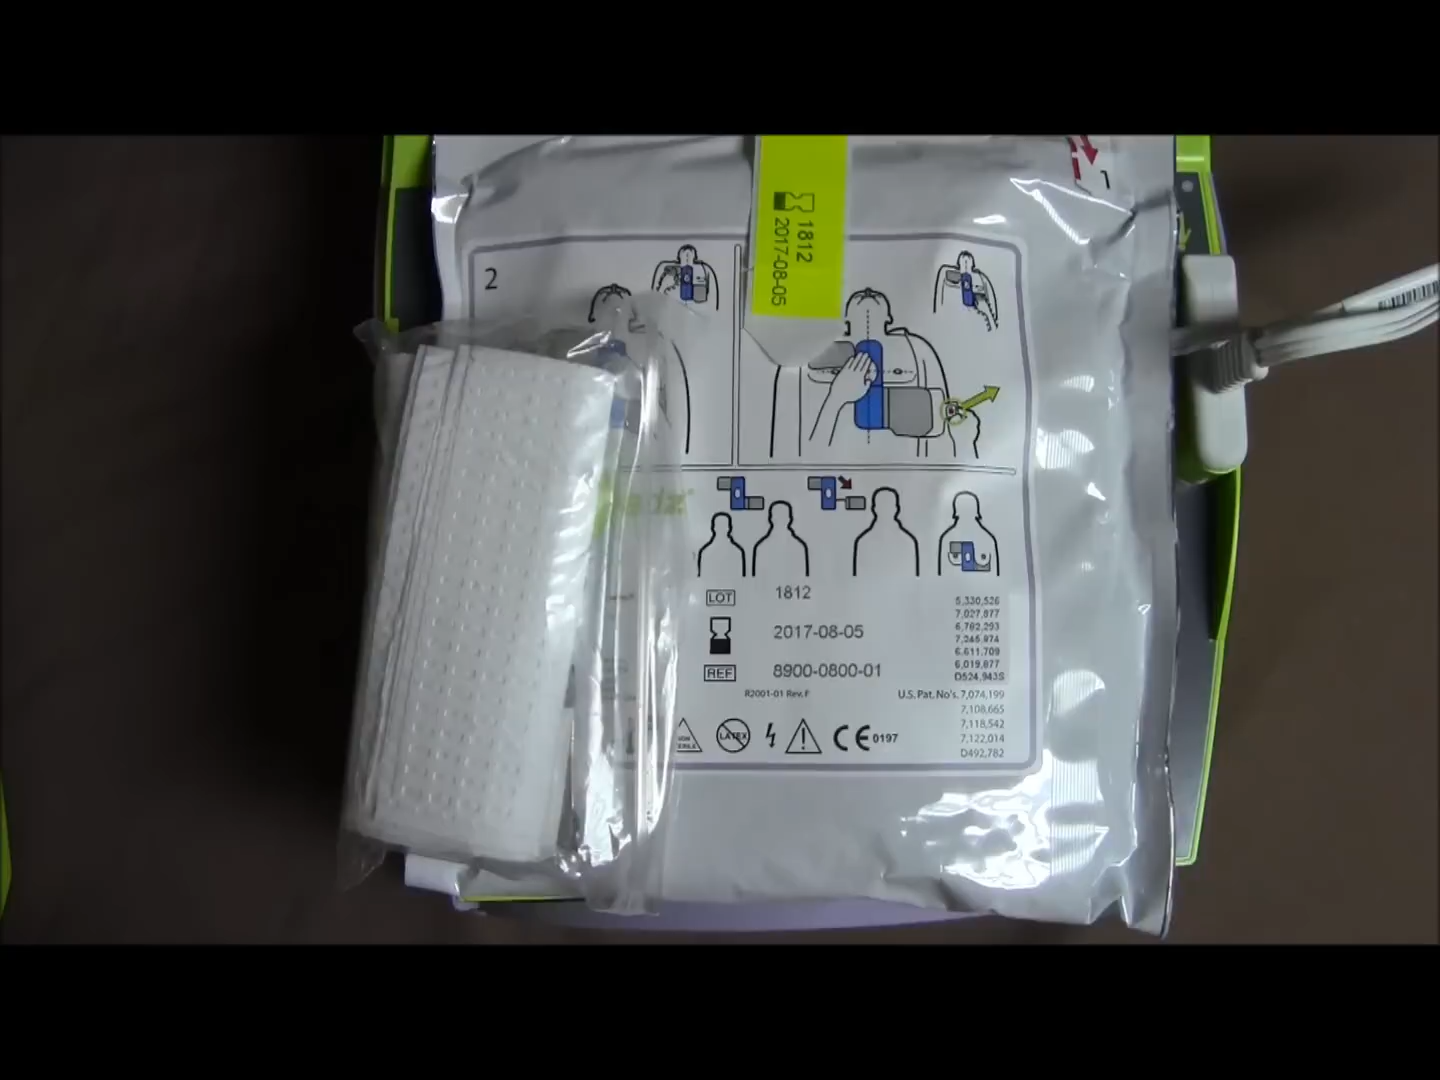 1
1812
2017-08-05
2
LOT 1812
2017-08-05
REF 8900-0800-01
R2001-01 Rev. F
5,330,526
7,027,877
6,782,293
7,245,974
6,611,709
6,019,877
D524,943S
U.S. Pat. No's. 7,074,199
7,108,665
7,118,542
7,122,014
D492,782
LATEX
CE 0197